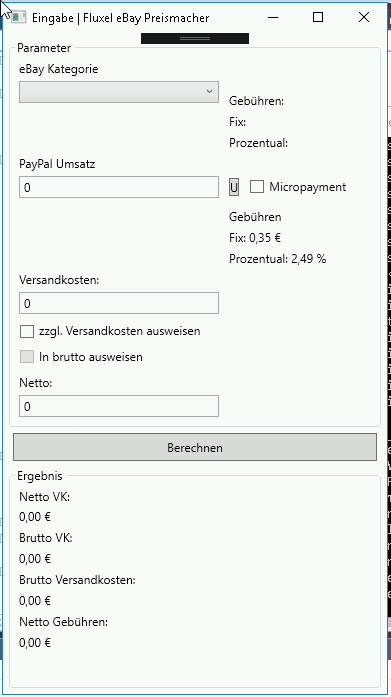 Eingabe | Fluxel eBay Preismacher
Parameter
eBay Kategorie
Gebühren:
Fix:
Prozentual:
PayPal Umsatz
0
U
Micropayment
Gebühren
Fix: 0,35 €
Prozentual: 2,49 %
Versandkosten:
0
zzgl. Versandkosten ausweisen
In brutto ausweisen
Netto:
0
Berechnen
Ergebnis
Netto VK:
0,00 €
Brutto VK:
0,00 €
Brutto Versandkosten:
0,00 €
Netto Gebühren:
0,00 €